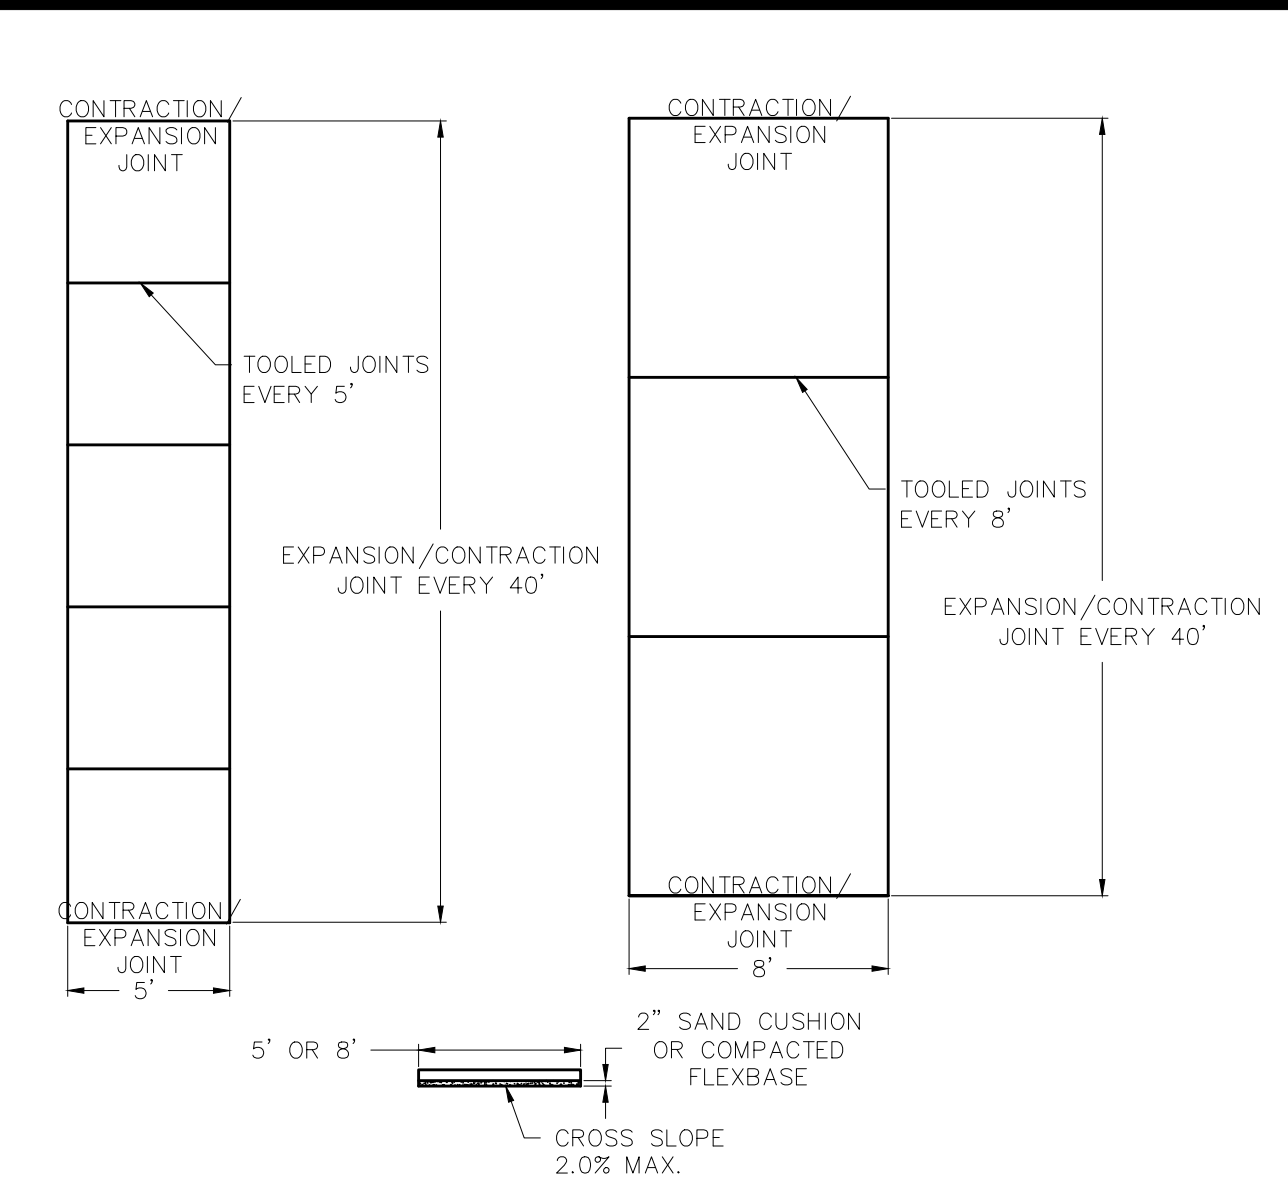 CONTRACTION/
EXPANSION
JOINT
TOOLED JOINTS
EVERY 5'
EXPANSION/CONTRACTION
JOINT EVERY 40'
CONTRACTION/
EXPANSION
JOINT
5'
CONTRACTION/
EXPANSION
JOINT
TOOLED JOINTS
EVERY 8'
EXPANSION/CONTRACTION
JOINT EVERY 40'
CONTRACTION/
EXPANSION
JOINT
8'
5' OR 8'
2" SAND CUSHION
OR COMPACTED
FLEXBASE
CROSS SLOPE
2.0% MAX.